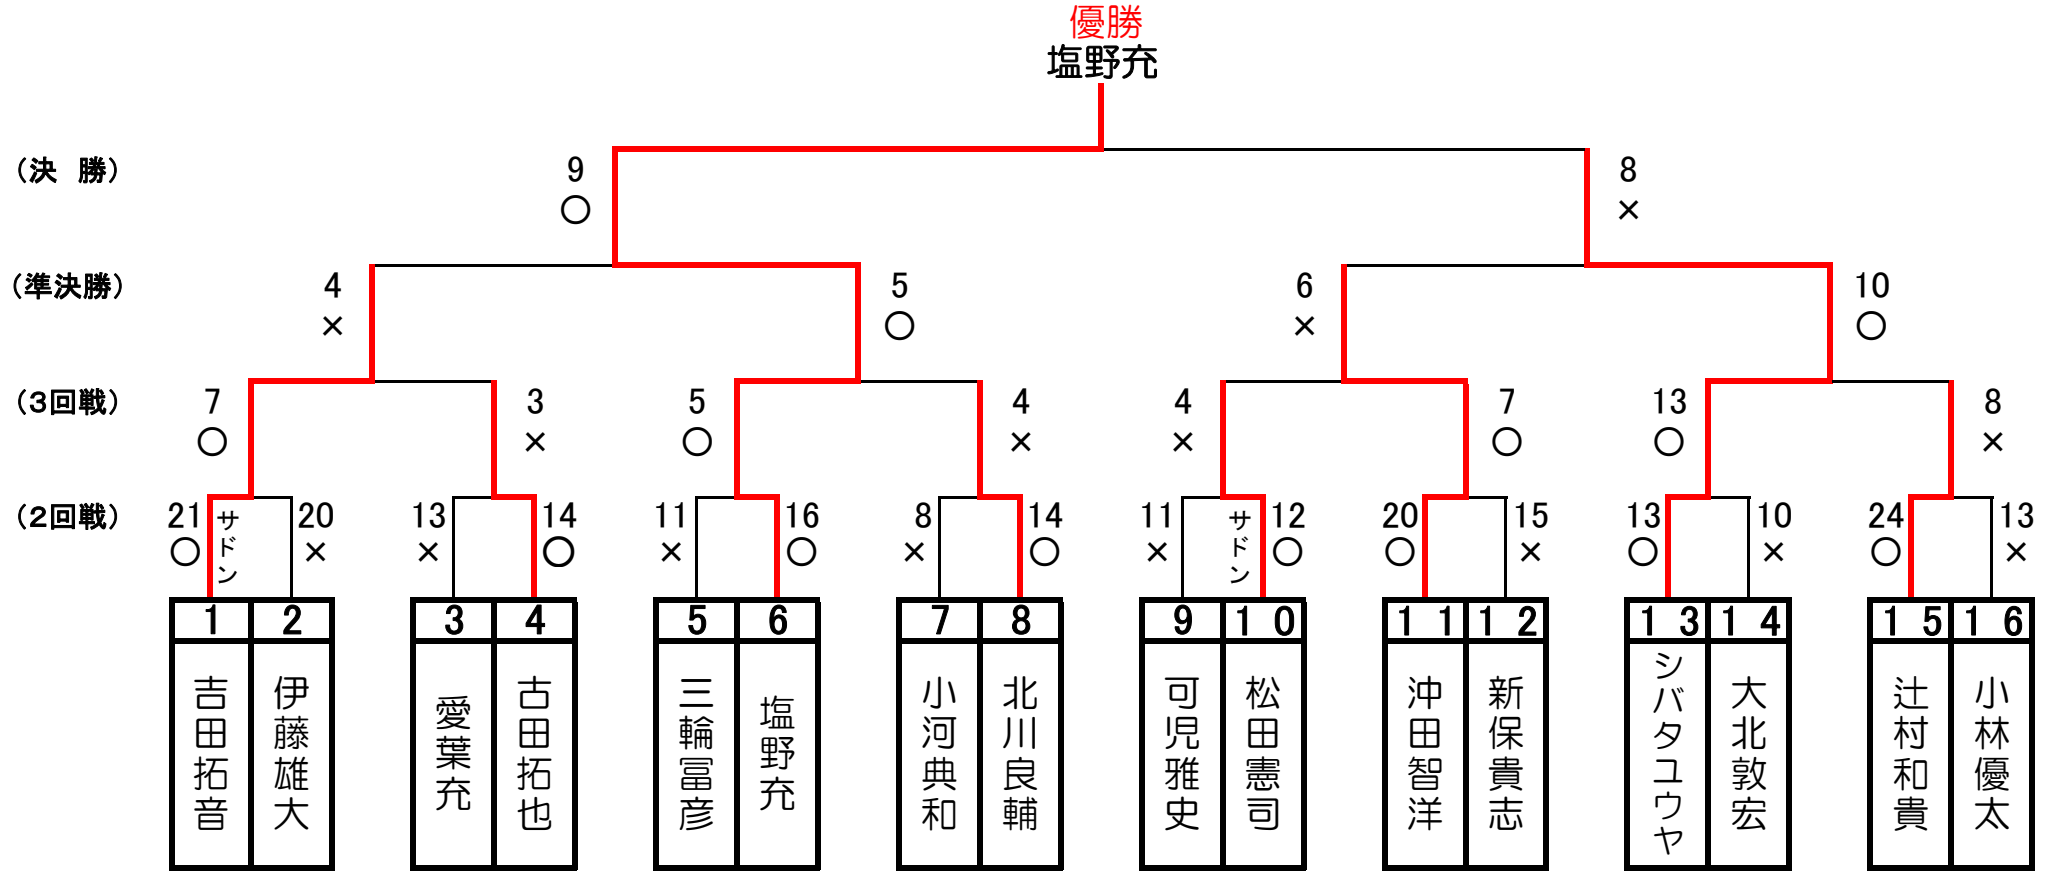 優勝
塩野充
(決　勝) 9 8
○ ×
(準決勝) 4 5 6 10
× ○ × ○
(3回戦) 7 3 5 4 4 7 13 8
○ × ○ × × ○ ○ ×
(2回戦) 21 サドン 20 13 14 11 16 8 14 11 サドン 12 20 15 13 10 24 13
○ × × ○ × ○ × ○ × ○ ○ × ○ × ○ ×
1 2 3 4 5 6 7 8 9 10 11 12 13 14 15 16
吉田拓音
伊藤雄大
愛葉充
古田拓也
三輪冨彦
塩野充
小河典和
北川良輔
可児雅史
松田憲司
沖田智洋
新保貴志
シバタユウヤ
大北敦宏
辻村和貴
小林優太